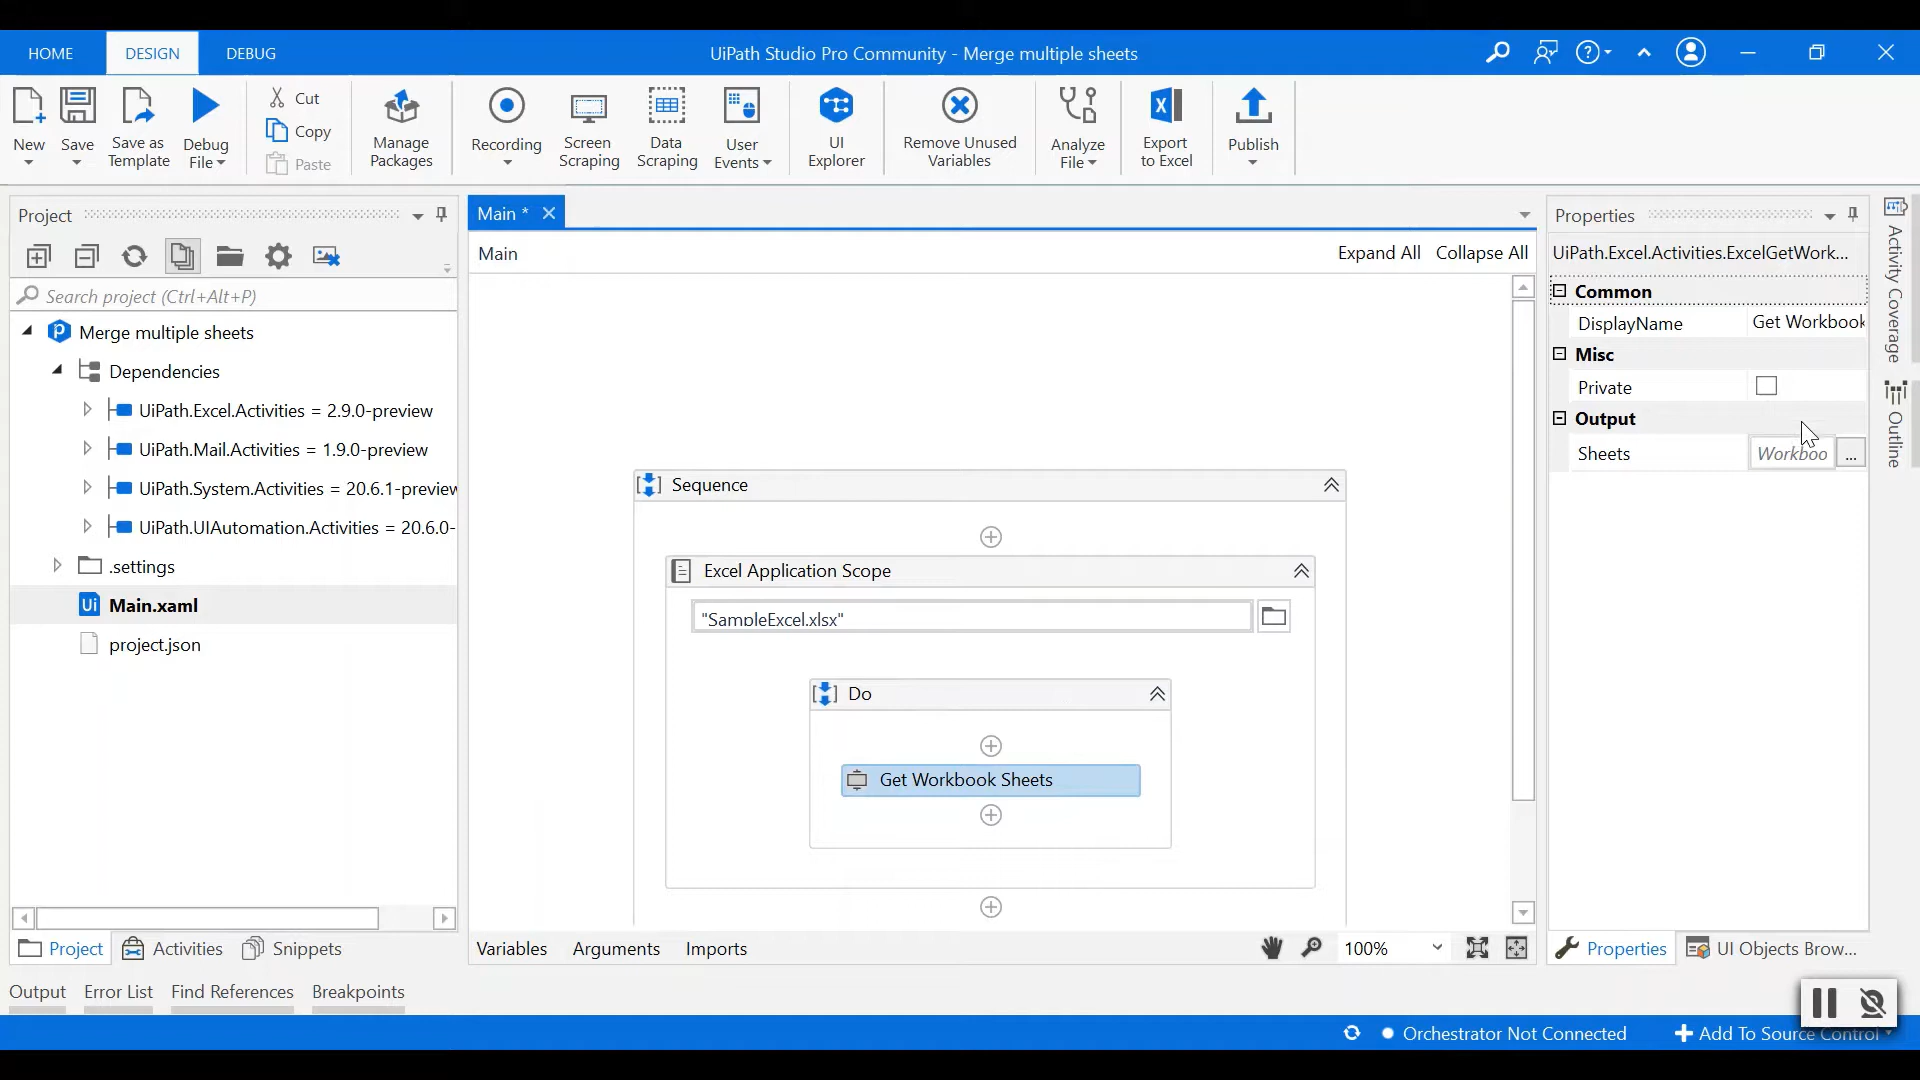 HOME
DESIGN
DEBUG
UiPath Studio Pro Community - Merge multiple sheets
New
Save
Save as
Template
Debug
File
Cut
Copy
Paste
Manage
Packages
Recording
Screen
Scraping
Data
Scraping
User
Events
UI
Explorer
Remove Unused
Variables
Analyze
File
Export
to Excel
Publish
Project
Search project (Ctrl+Alt+P)
Merge multiple sheets
Dependencies
UiPath.Excel.Activities = 2.9.0-preview
UiPath.Mail.Activities = 1.9.0-preview
UiPath.System.Activities = 20.6.1-preview
UiPath.UIAutomation.Activities = 20.6.0-
.settings
Ui Main.xaml
project.json
Project
Activities
Snippets
Main *
Main
Expand All
Collapse All
Sequence
Excel Application Scope
"SampleExcel.xlsx"
Do
Get Workbook Sheets
Variables
Arguments
Imports
100%
Properties
UiPath.Excel.Activities.ExcelGetWork...
Common
DisplayName Get Workbook
Misc
Private
Output
Sheets Workboo ...
Properties
UI Objects Brow...
Activity Coverage
Outline
Output
Error List
Find References
Breakpoints
Orchestrator Not Connected
Add To Source Control